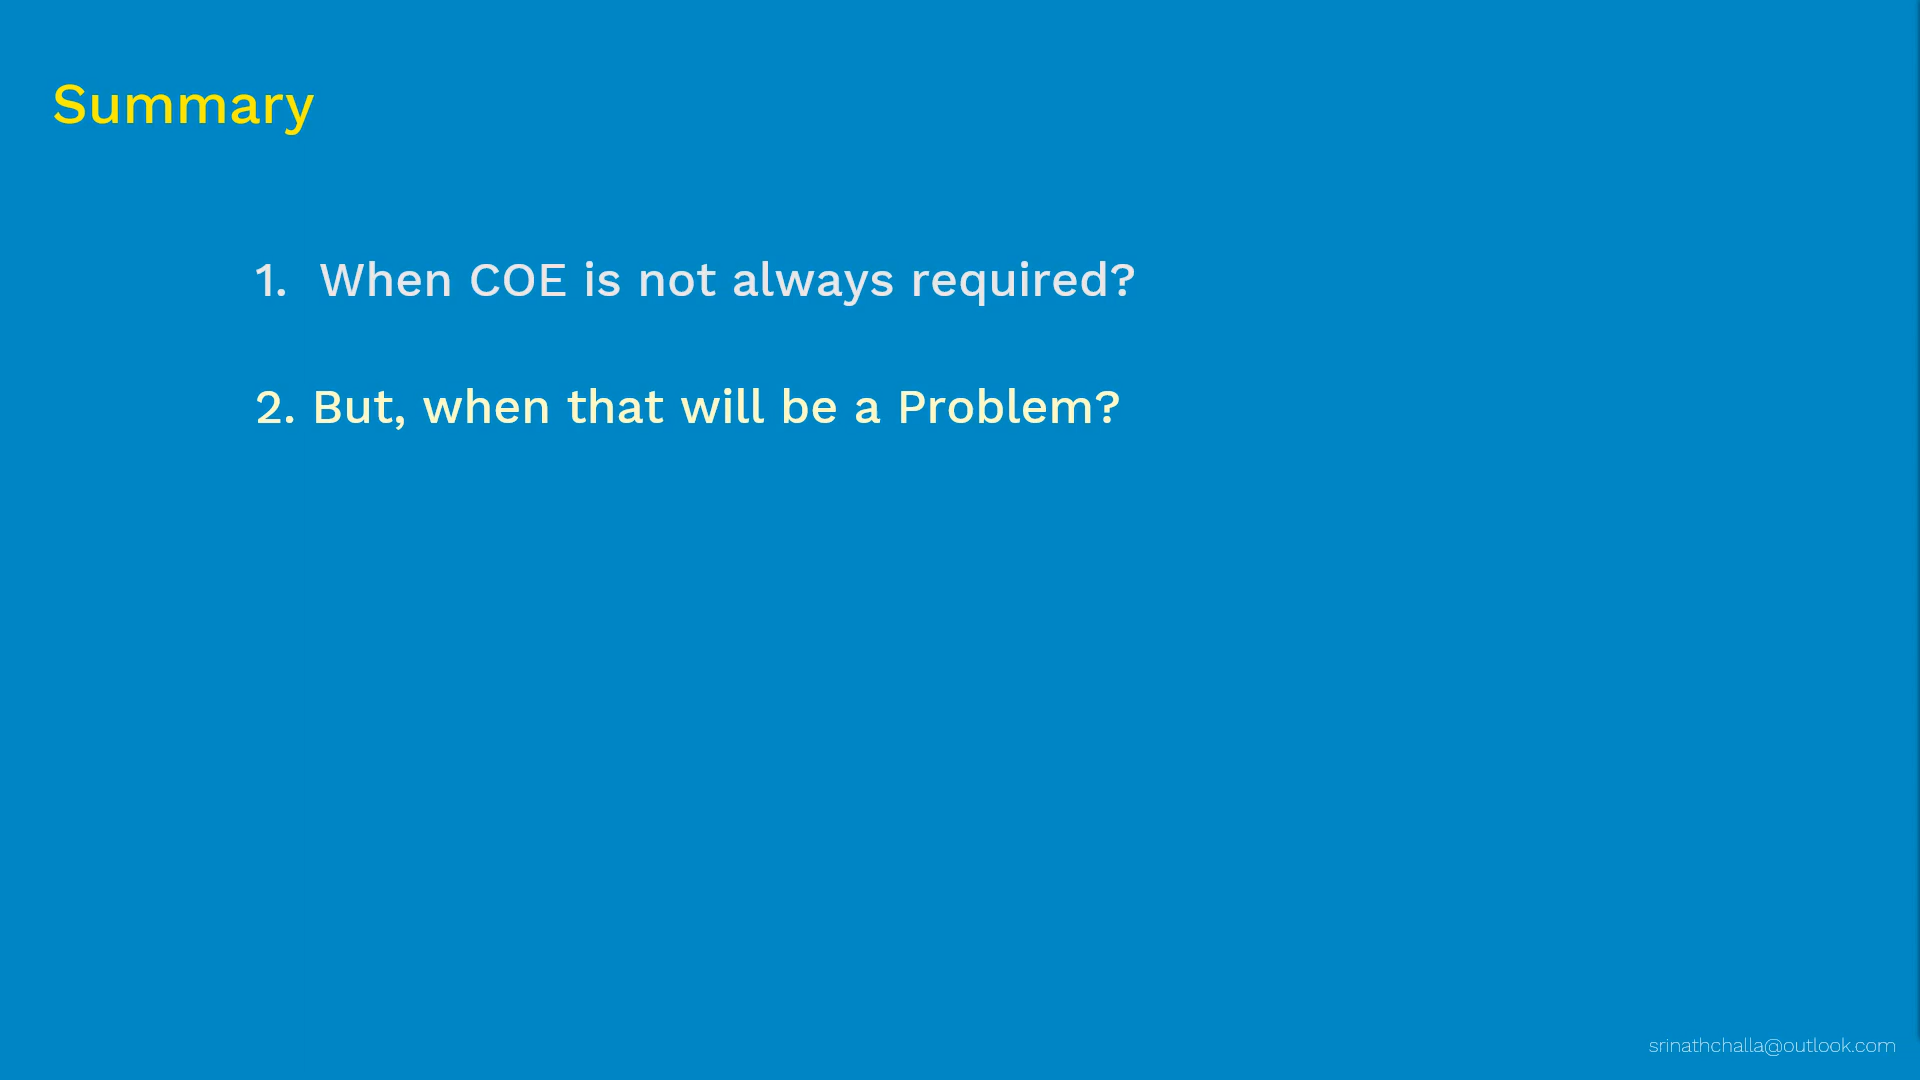 Summary
1. When COE is not always required?
2. But, when that will be a Problem?
srinathchalla@outlook.com